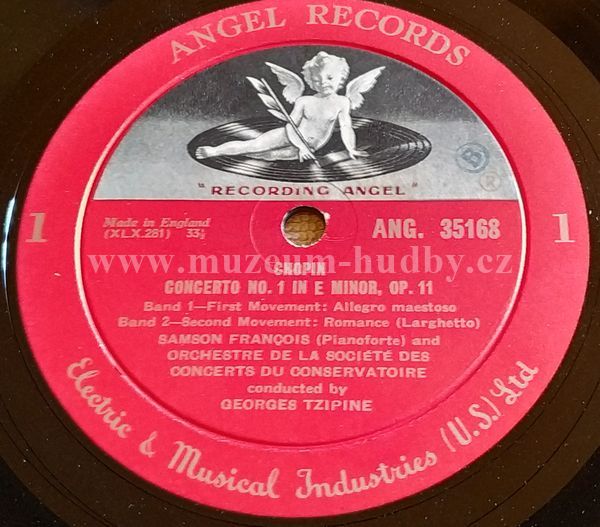 ANGEL RECORDS
"RECORDING ANGEL"
®
1
Made in England
(XLX.281) 33⅓
ANG. 35168
1
www.muzeum-hudby.cz
CHOPIN
CONCERTO NO. 1 IN E MINOR, OP. 11
Band 1—First Movement: Allegro maestoso
Band 2—Second Movement: Romance (Larghetto)
SAMSON FRANÇOIS (Pianoforte) and
ORCHESTRE DE LA SOCIÉTÉ DES
CONCERTS DU CONSERVATOIRE
conducted by
GEORGES TZIPINE
Electric & Musical Industries (U.S.) Ltd